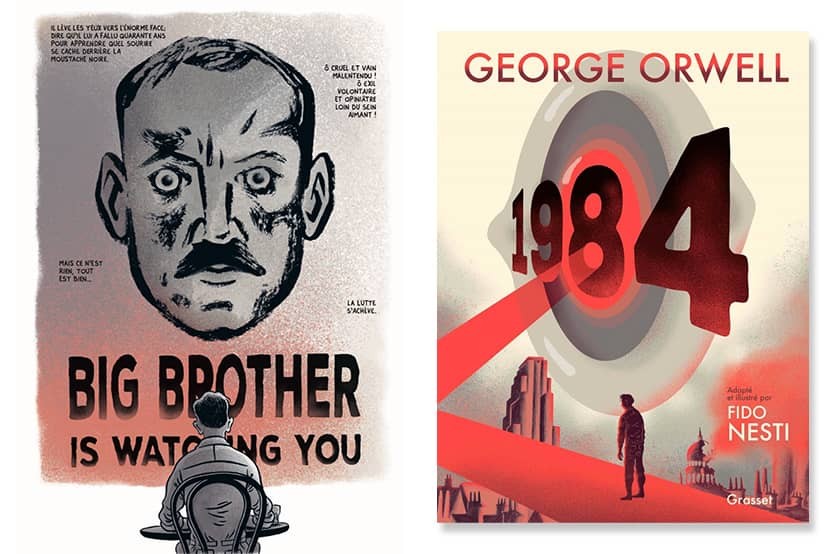 IL LÈVE LES YEUX VERS L'ÉNORME FACE;
DIRE QU'IL LUI A FALLU QUARANTE ANS
POUR APPRENDRE QUEL SOURIRE
SE CACHE DERRIÈRE LA
MOUSTACHE NOIRE.
Ô CRUEL ET VAIN
MALENTENDU !
Ô EXIL
VOLONTAIRE
ET OPINIÂTRE
LOIN DU SEIN
AIMANT !
MAIS CE N'EST
RIEN, TOUT
EST BIEN...
LA LUTTE
S'ACHÈVE.
BIG BROTHER
IS WATCHING YOU
GEORGE ORWELL
1984
Adapté
et illustré par
FIDO
NESTI
Grasset